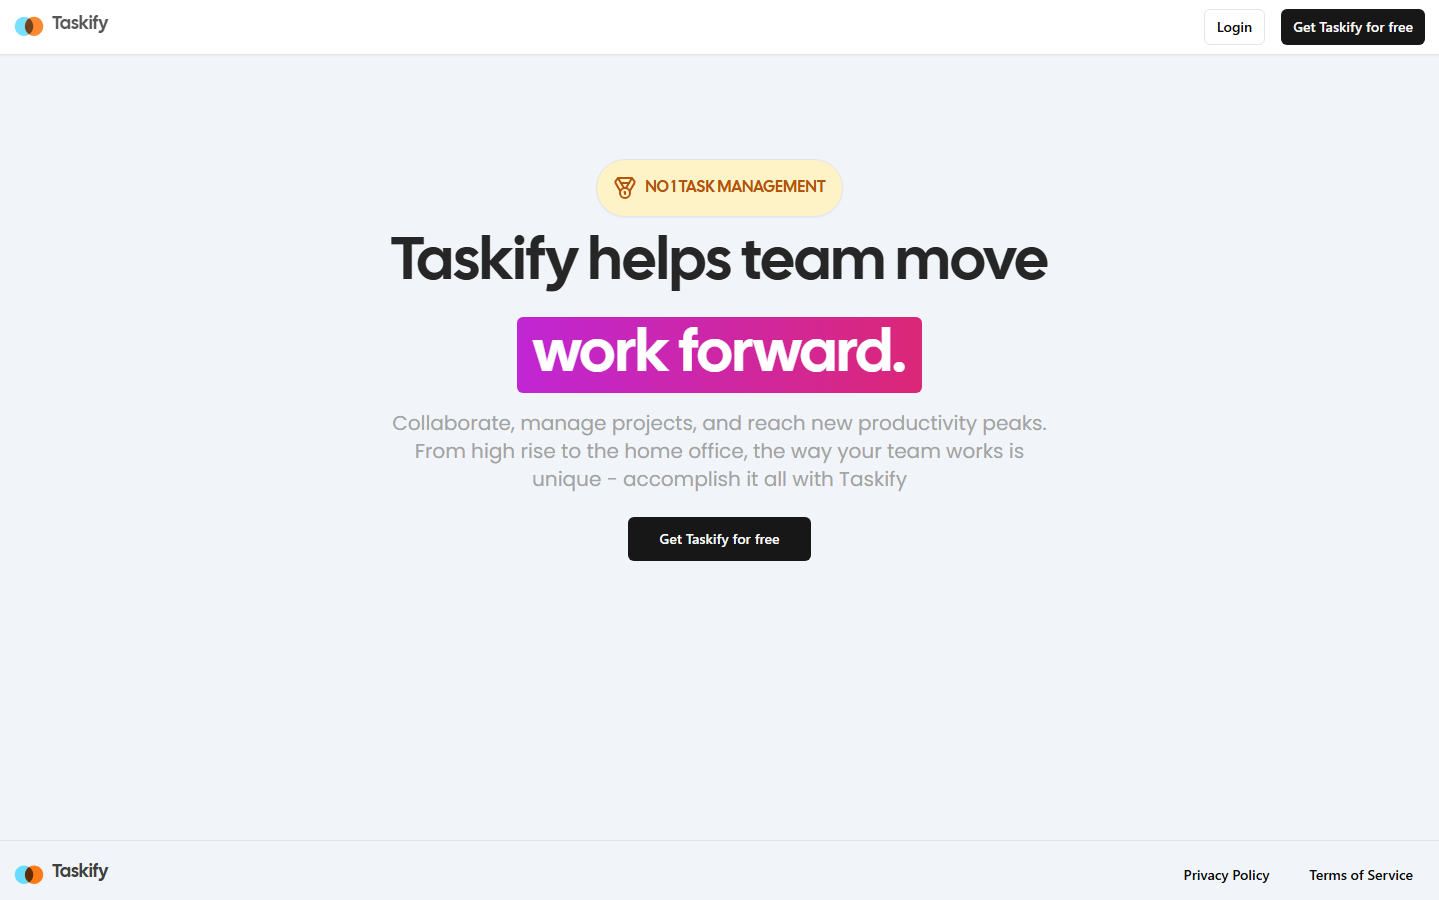 Taskify
Login
Get Taskify for free
NO 1 TASK MANAGEMENT
Taskify helps team move
work forward.
Collaborate, manage projects, and reach new productivity peaks.
From high rise to the home office, the way your team works is
unique - accomplish it all with Taskify
Get Taskify for free
Taskify
Privacy Policy
Terms of Service